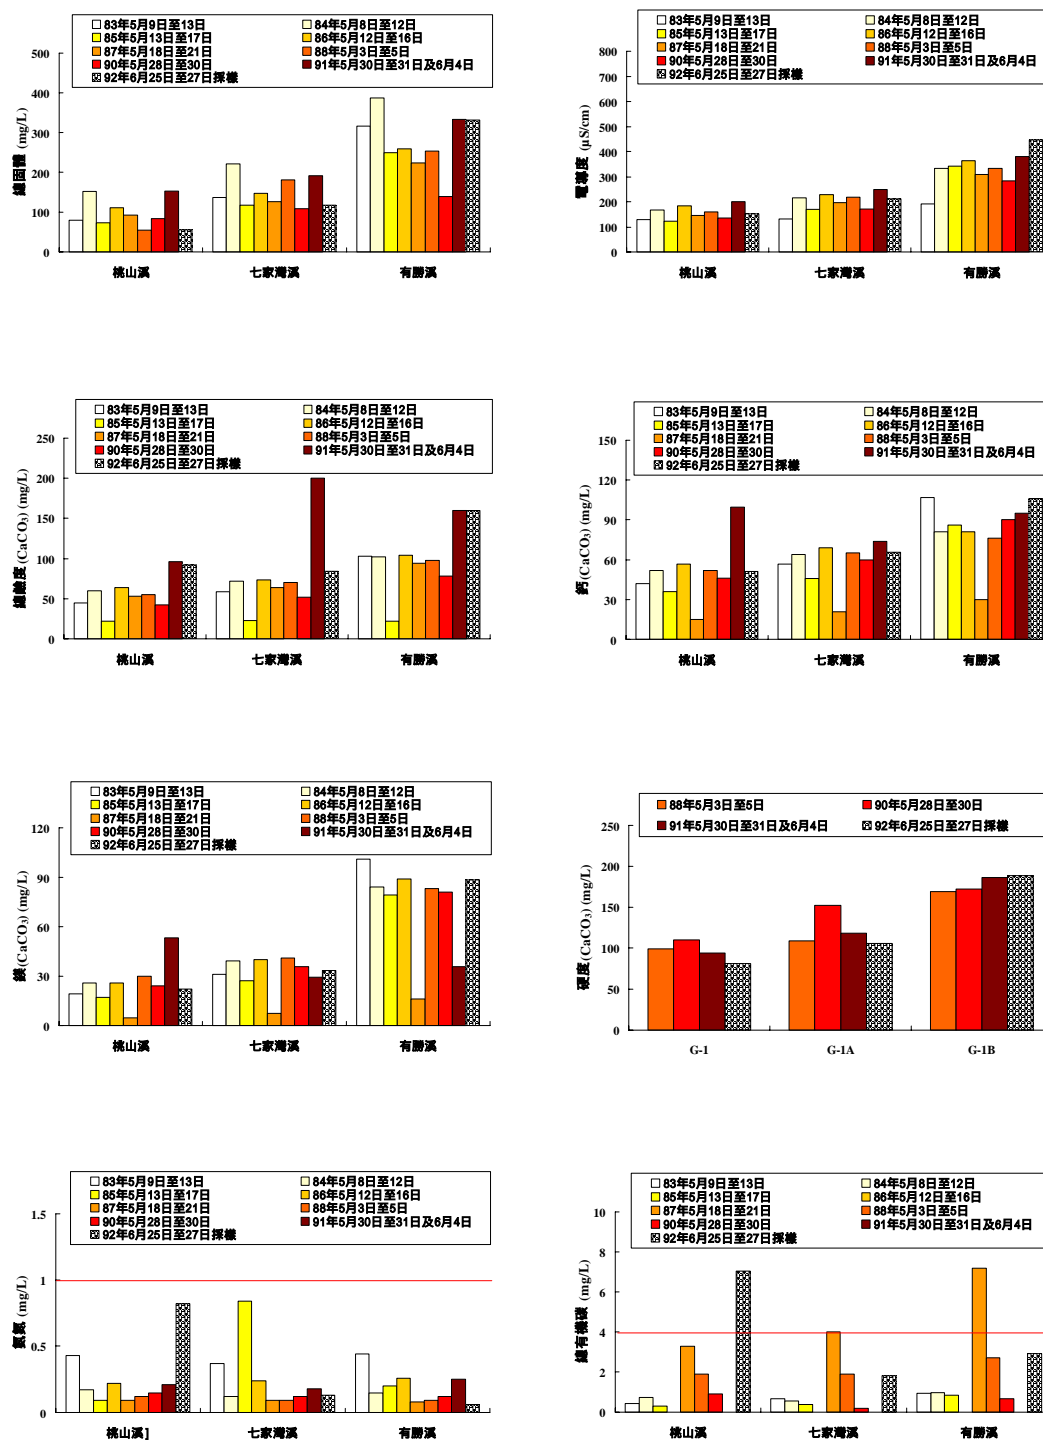 83年5月9日至13日 84年5月8日至12日
85年5月13日至17日 86年5月12日至16日
87年5月18日至21日 88年5月3日至5日
90年5月28日至30日 91年5月30日至31日及6月4日
92年6月25日至27日採樣
總固體 (mg/L)
500
400
300
200
100
0
桃山溪 七家灣溪 有勝溪
83年5月9日至13日 84年5月8日至12日
85年5月13日至17日 86年5月12日至16日
87年5月18日至21日 88年5月3日至5日
90年5月28日至30日 91年5月30日至31日及6月4日
92年6月25日至27日採樣
電導度 (µS/cm)
800
700
600
500
400
300
200
100
0
桃山溪 七家灣溪 有勝溪
83年5月9日至13日 84年5月8日至12日
85年5月13日至17日 86年5月12日至16日
87年5月18日至21日 88年5月3日至5日
90年5月28日至30日 91年5月30日至31日及6月4日
92年6月25日至27日採樣
總鹼度(CaCO₃) (mg/L)
250
200
150
100
50
0
桃山溪 七家灣溪 有勝溪
83年5月9日至13日 84年5月8日至12日
85年5月13日至17日 86年5月12日至16日
87年5月18日至21日 88年5月3日至5日
90年5月28日至30日 91年5月30日至31日及6月4日
92年6月25日至27日採樣
鈣(CaCO₃) (mg/L)
150
120
90
60
30
0
桃山溪 七家灣溪 有勝溪
83年5月9日至13日 84年5月8日至12日
85年5月13日至17日 86年5月12日至16日
87年5月18日至21日 88年5月3日至5日
90年5月28日至30日 91年5月30日至31日及6月4日
92年6月25日至27日採樣
鎂(CaCO₃) (mg/L)
120
90
60
30
0
桃山溪 七家灣溪 有勝溪
88年5月3日至5日 90年5月28日至30日
91年5月30日至31日及6月4日 92年6月25日至27日採樣
硬度(CaCO₃) (mg/L)
250
200
150
100
50
0
G-1 G-1A G-1B
83年5月9日至13日 84年5月8日至12日
85年5月13日至17日 86年5月12日至16日
87年5月18日至21日 88年5月3日至5日
90年5月28日至30日 91年5月30日至31日及6月4日
92年6月25日至27日採樣
氨氮 (mg/L)
1.5
1
0.5
0
桃山溪] 七家灣溪 有勝溪
83年5月9日至13日 84年5月8日至12日
85年5月13日至17日 86年5月12日至16日
87年5月18日至21日 88年5月3日至5日
90年5月28日至30日 91年5月30日至31日及6月4日
92年6月25日至27日採樣
總有機碳 (mg/L)
10
8
6
4
2
0
桃山溪 七家灣溪 有勝溪